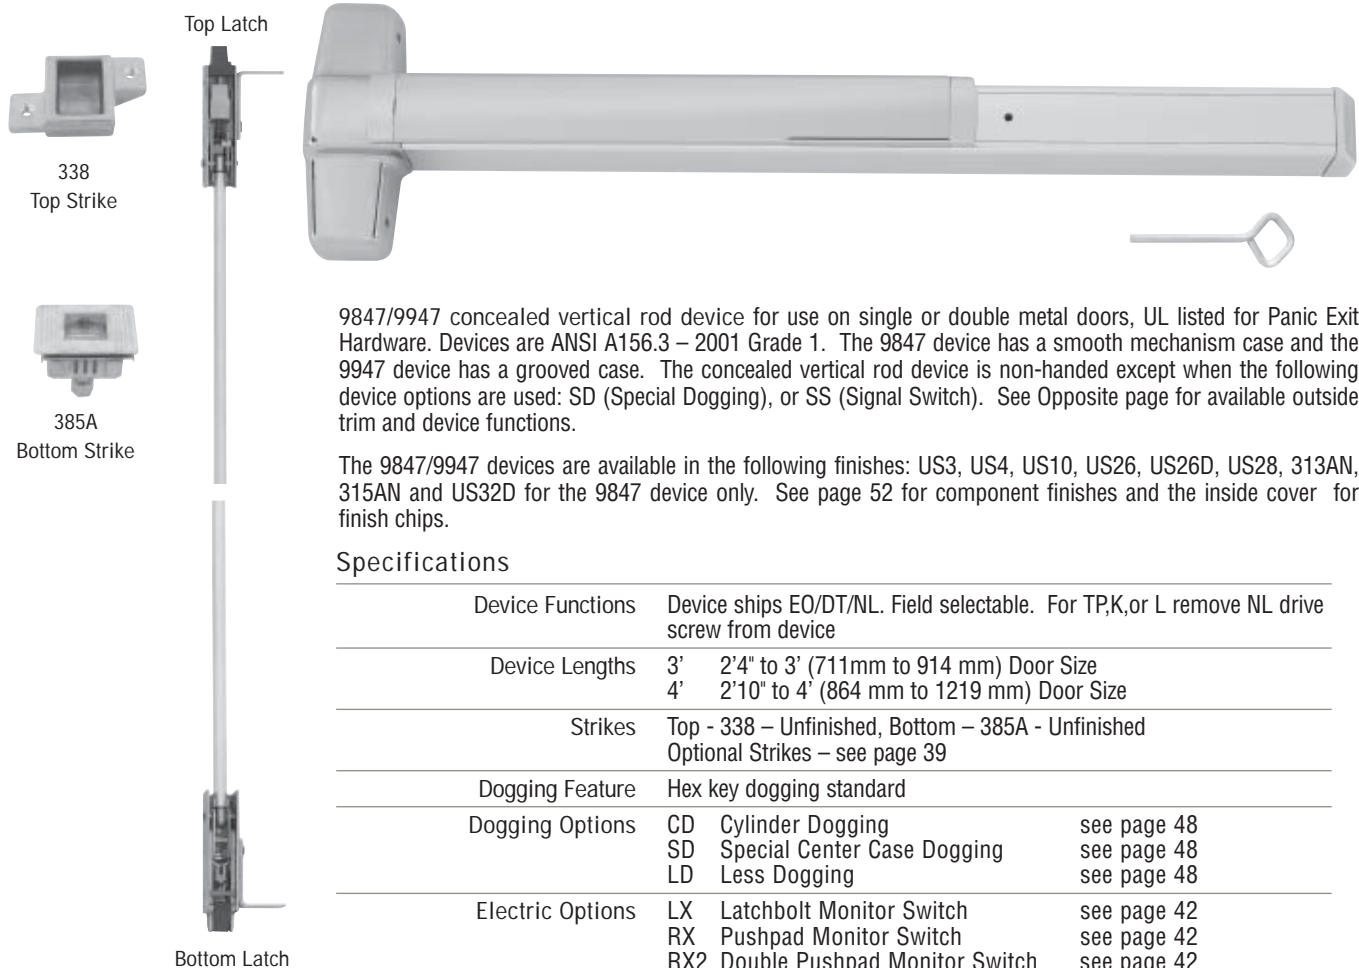 Top Latch
338
Top Strike
385A
Bottom Strike
Bottom Latch
9847/9947 concealed vertical rod device for use on single or double metal doors, UL listed for Panic Exit
Hardware. Devices are ANSI A156.3 – 2001 Grade 1. The 9847 device has a smooth mechanism case and the
9947 device has a grooved case. The concealed vertical rod device is non-handed except when the following
device options are used: SD (Special Dogging), or SS (Signal Switch). See Opposite page for available outside
trim and device functions.
The 9847/9947 devices are available in the following finishes: US3, US4, US10, US26, US26D, US28, 313AN,
315AN and US32D for the 9847 device only. See page 52 for component finishes and the inside cover for
finish chips.
Specifications
Device Functions Device ships EO/DT/NL. Field selectable. For TP,K,or L remove NL drive
screw from device
Device Lengths 3’ 2’4" to 3’ (711mm to 914 mm) Door Size
4’ 2’10" to 4’ (864 mm to 1219 mm) Door Size
Strikes Top - 338 – Unfinished, Bottom – 385A - Unfinished
Optional Strikes – see page 39
Dogging Feature Hex key dogging standard
Dogging Options CD Cylinder Dogging see page 48
SD Special Center Case Dogging see page 48
LD Less Dogging see page 48
Electric Options LX Latchbolt Monitor Switch see page 42
RX Pushpad Monitor Switch see page 42
RX2 Double Pushpad Monitor Switch see page 42